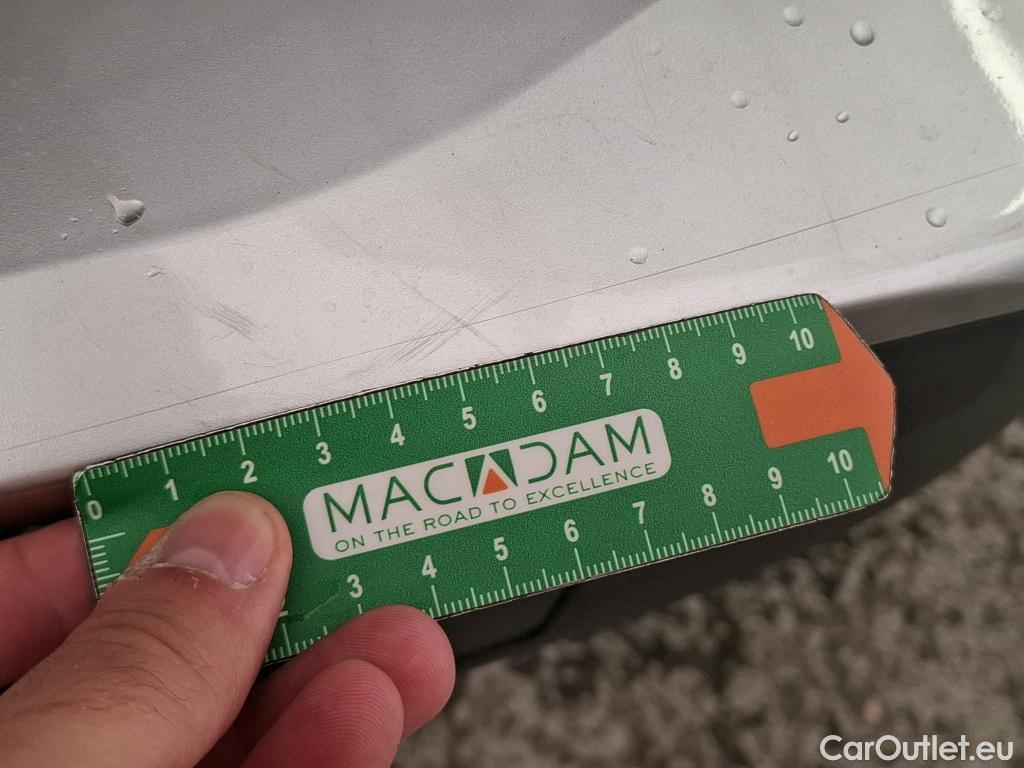 0 1 2 3 4 5 6 7 8 9 10
MACADAM
ON THE ROAD TO EXCELLENCE
3 4 5 6 7 8 9 10
CarOutlet.eu